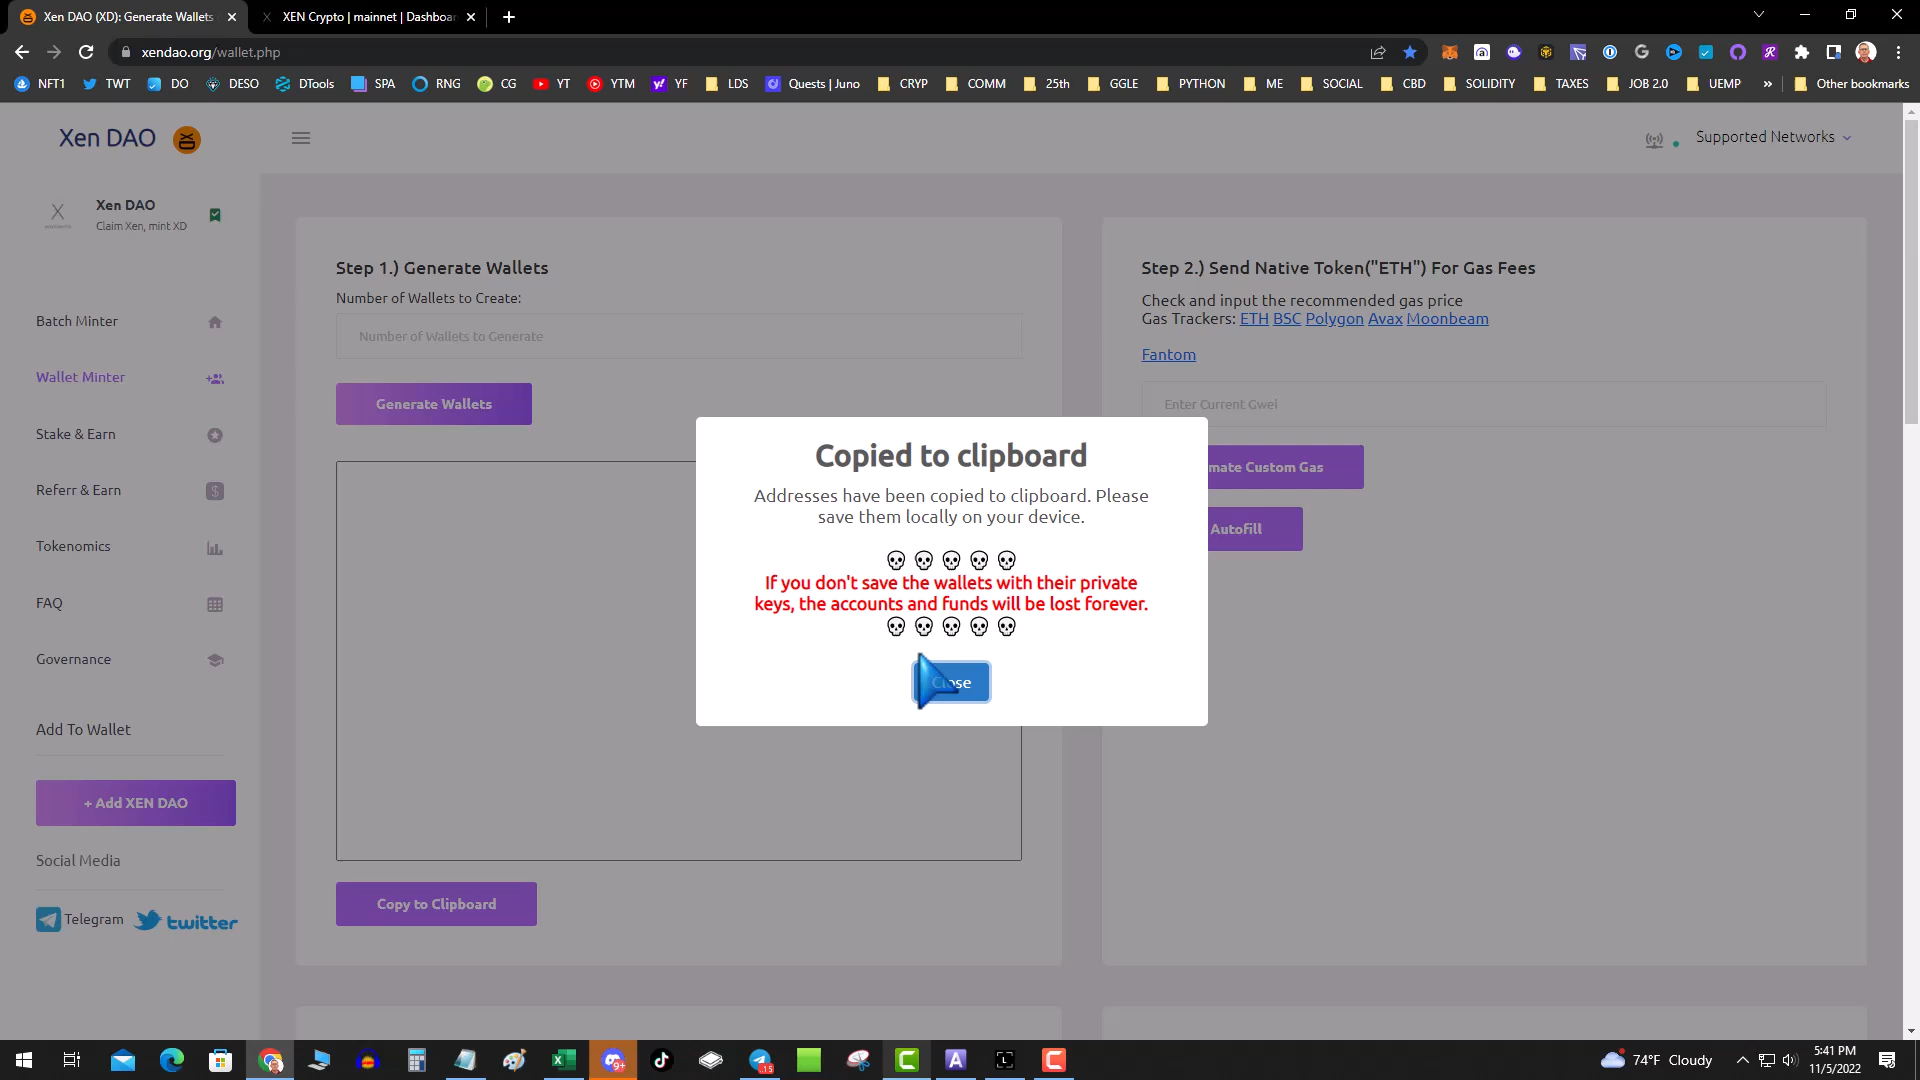 Xen DAO (XD): Generate Wallets
XEN Crypto | mainnet | Dashboar
xendao.org/wallet.php
NFT1
TWT
DO
DESO
DTools
SPA
RNG
CG
YT
YTM
YF
LDS
Quests | Juno
CRYP
COMM
25th
GGLE
PYTHON
ME
SOCIAL
CBD
SOLIDITY
TAXES
JOB 2.0
UEMP
»
Other bookmarks
Xen DAO
Supported Networks
Xen DAO
Claim Xen, mint XD
Batch Minter
Wallet Minter
Stake & Earn
Referr & Earn
Tokenomics
FAQ
Governance
Add To Wallet
+ Add XEN DAO
Social Media
Telegram
twitter
Step 1.) Generate Wallets
Number of Wallets to Create:
Number of Wallets to Generate
Generate Wallets
Copy to Clipboard
Step 2.) Send Native Token("ETH") For Gas Fees
Check and input the recommended gas price
Gas Trackers: ETH BSC Polygon Avax Moonbeam
Fantom
Enter Current Gwei
mate Custom Gas
Autofill
Copied to clipboard
Addresses have been copied to clipboard. Please
save them locally on your device.
If you don't save the wallets with their private
keys, the accounts and funds will be lost forever.
Close
74°F Cloudy
5:41 PM
11/5/2022